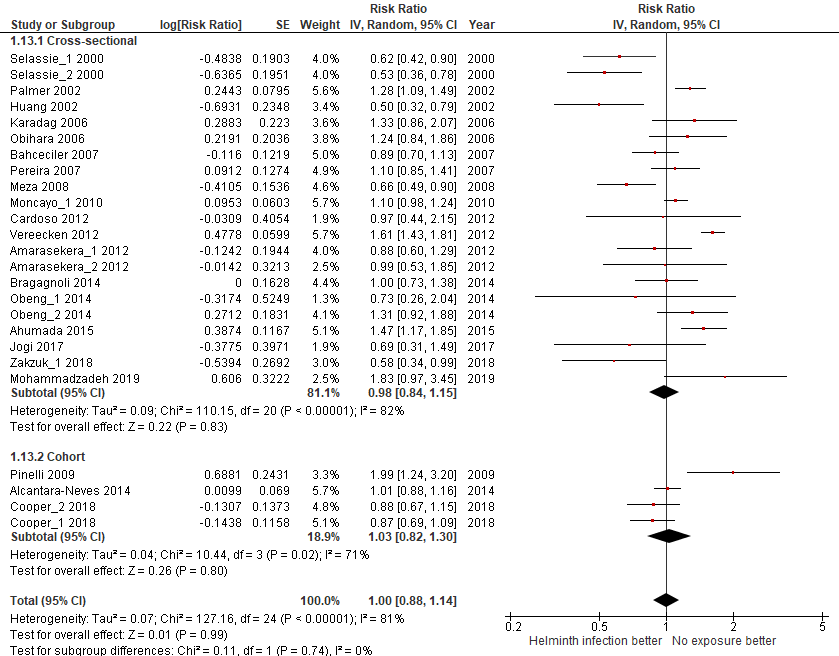 Risk Ratio Risk Ratio
Study or Subgroup log[Risk Ratio] SE Weight IV, Random, 95% CI Year IV, Random, 95% CI
1.13.1 Cross-sectional
Selassie_1 2000 -0.4838 0.1903 4.0% 0.62 [0.42, 0.90] 2000
Selassie_2 2000 -0.6365 0.1951 4.0% 0.53 [0.36, 0.78] 2000
Palmer 2002 0.2443 0.0795 5.6% 1.28 [1.09, 1.49] 2002
Huang 2002 -0.6931 0.2348 3.4% 0.50 [0.32, 0.79] 2002
Karadag 2006 0.2883 0.223 3.6% 1.33 [0.86, 2.07] 2006
Obihara 2006 0.2191 0.2036 3.8% 1.24 [0.84, 1.86] 2006
Bahceciler 2007 -0.116 0.1219 5.0% 0.89 [0.70, 1.13] 2007
Pereira 2007 0.0912 0.1274 4.9% 1.10 [0.85, 1.41] 2007
Meza 2008 -0.4105 0.1536 4.5% 0.66 [0.49, 0.90] 2008
Moncayo_1 2010 0.0953 0.0603 5.8% 1.10 [0.98, 1.24] 2010
Cardoso 2012 -0.0309 0.4054 1.9% 0.97 [0.44, 2.15] 2012
Vereecken 2012 0.4778 0.0599 5.8% 1.61 [1.43, 1.81] 2012
Amarasekera_1 2012 -0.1242 0.1944 4.0% 0.88 [0.60, 1.29] 2012
Amarasekera_2 2012 -0.0142 0.3213 2.5% 0.99 [0.53, 1.85] 2012
Bragagnoli 2014 0 0.1628 4.4% 1.00 [0.73, 1.38] 2014
Obeng_1 2014 -0.3174 0.5249 1.3% 0.73 [0.26, 2.04] 2014
Obeng_2 2014 0.2712 0.1831 4.1% 1.31 [0.92, 1.88] 2014
Ahumada 2015 0.3874 0.1167 5.1% 1.47 [1.17, 1.85] 2015
Jogi 2017 -0.3775 0.3971 1.9% 0.69 [0.31, 1.49] 2017
Zakzuk_1 2018 -0.5394 0.2692 3.0% 0.58 [0.34, 0.99] 2018
Mohammadzadeh 2019 0.606 0.3222 2.5% 1.83 [0.97, 3.45] 2019
Subtotal (95% CI) 81.1% 0.98 [0.84, 1.15]
Heterogeneity: Tau² = 0.09; Chi² = 110.15, df = 20 (P < 0.00001); I² = 82%
Test for overall effect: Z = 0.22 (P = 0.83)
1.13.2 Cohort
Pinelli 2009 0.6881 0.2431 3.3% 1.99 [1.24, 3.20] 2009
Alcantara-Neves 2014 0.0099 0.069 5.7% 1.01 [0.88, 1.16] 2014
Cooper_2 2018 -0.1307 0.1373 4.8% 0.88 [0.67, 1.15] 2018
Cooper_1 2018 -0.1438 0.1158 5.1% 0.87 [0.69, 1.09] 2018
Subtotal (95% CI) 18.9% 1.03 [0.82, 1.30]
Heterogeneity: Tau² = 0.04; Chi² = 10.44, df = 3 (P = 0.02); I² = 71%
Test for overall effect: Z = 0.26 (P = 0.80)
Total (95% CI) 100.0% 1.00 [0.88, 1.14]
Heterogeneity: Tau² = 0.07; Chi² = 127.16, df = 24 (P < 0.00001); I² = 81%
Test for overall effect: Z = 0.01 (P = 0.99)
Test for subgroup differences: Chi² = 0.11, df = 1 (P = 0.74), I² = 0%
0.2 0.5 1 2 5
Helminth infection better No exposure better